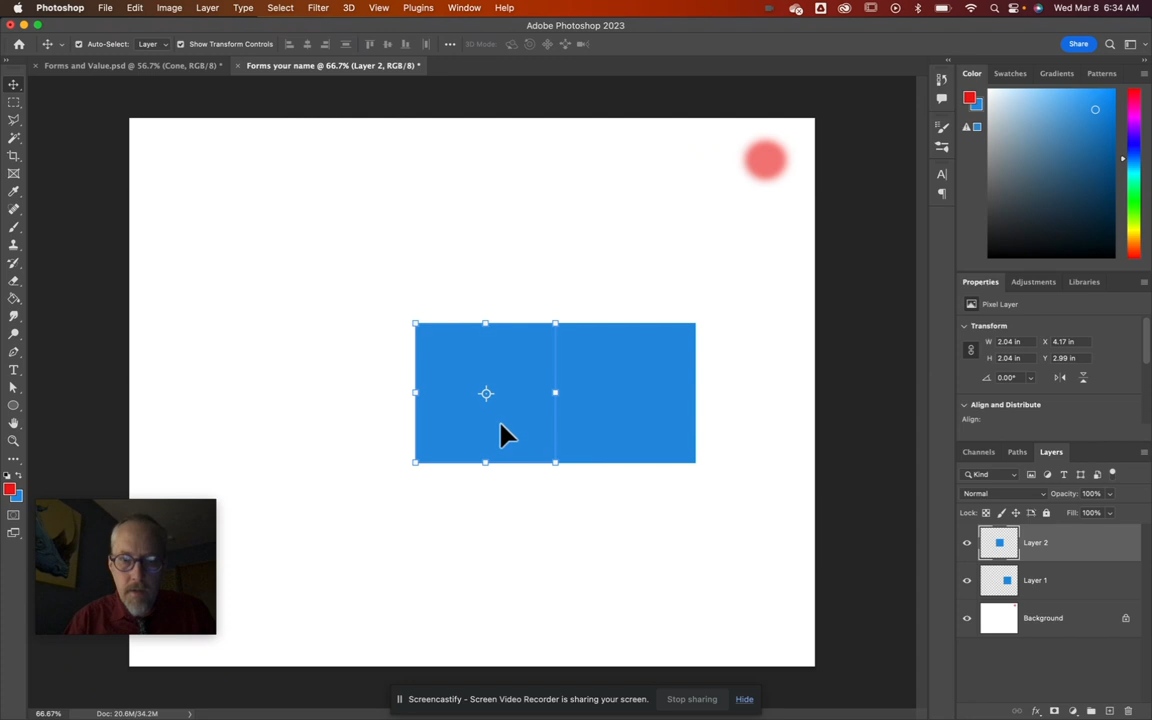 Photoshop File Edit Image Layer Type Select Filter 3D View Plugins Window Help Wed Mar 8 6:34 AM
Adobe Photoshop 2023
Auto-Select: Layer Show Transform Controls 3D Mode: Share
Forms and Value.psd @ 56.7% (Cone, RGB/8) *
Forms your name @ 66.7% (Layer 2, RGB/8) *
Color Swatches Gradients Patterns
Properties Adjustments Libraries
Pixel Layer
Transform
W 2.04 in X 4.17 in
H 2.04 in Y 2.99 in
0.00°
Align and Distribute
Align:
Channels Paths Layers
Kind
Normal Opacity: 100%
Lock: Fill: 100%
Layer 2
Layer 1
Background
Screencastify - Screen Video Recorder is sharing your screen. Stop sharing Hide
66.67% Doc: 20.6M/34.2M